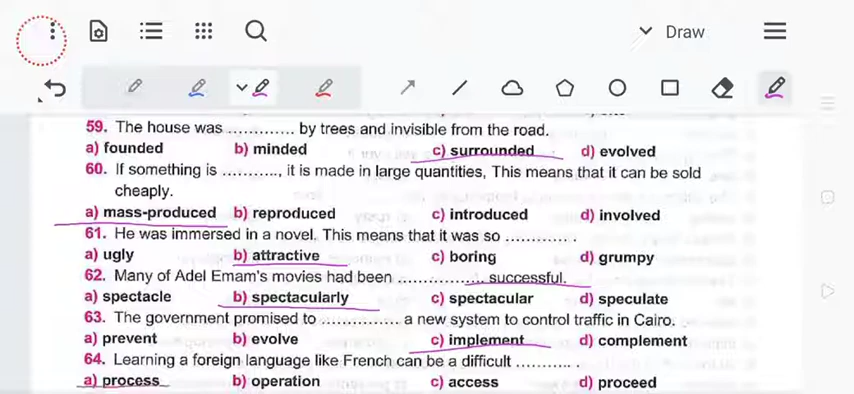 Draw
59. The house was .............. by trees and invisible from the road.
a) founded b) minded c) surrounded d) evolved
60. If something is ..........., it is made in large quantities, This means that it can be sold
cheaply.
a) mass-produced b) reproduced c) introduced d) involved
61. He was immersed in a novel. This means that it was so ............ .
a) ugly b) attractive c) boring d) grumpy
62. Many of Adel Emam's movies had been ................. successful.
a) spectacle b) spectacularly c) spectacular d) speculate
63. The government promised to .............. a new system to control traffic in Cairo.
a) prevent b) evolve c) implement d) complement
64. Learning a foreign language like French can be a difficult ........... .
a) process b) operation c) access d) proceed